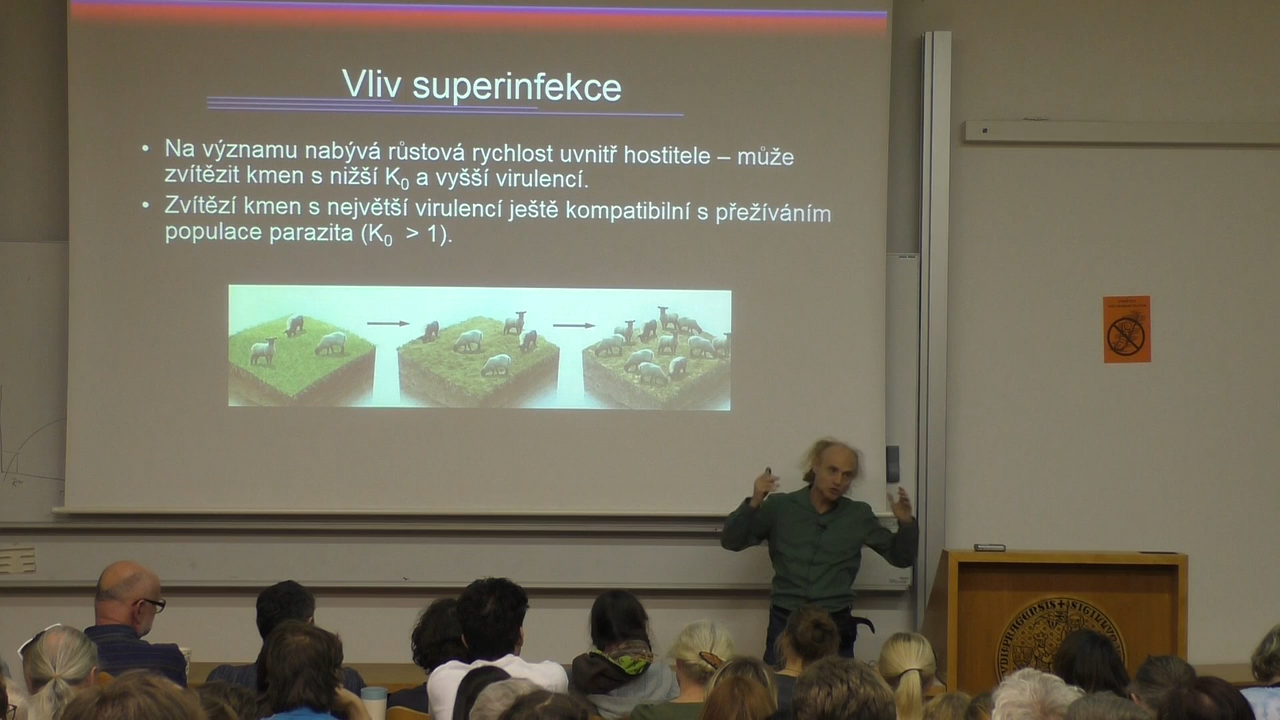 Vliv superinfekce
• Na významu nabývá růstová rychlost uvnitř hostitele – může
zvítězit kmen s nižší K₀ a vyšší virulencí.
• Zvítězí kmen s největší virulencí ještě kompatibilní s přežíváním
populace parazita (K₀ > 1).